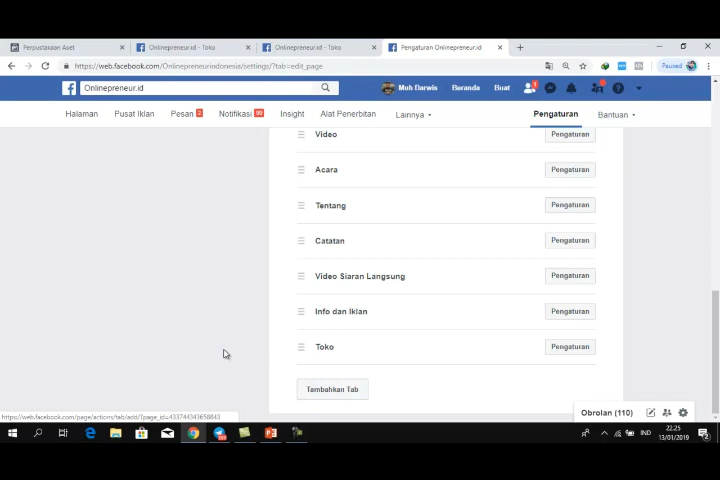 Perpustakaan Aset
Onlinepreneur.id - Toko
Onlinepreneur.id - Toko
Pengaturan Onlinepreneur.id
https://web.facebook.com/Onlinepreneurindonesia/settings/?tab=edit_page
Paused
Onlinepreneur.id
Moh Darwis
Beranda
Buat
1
Halaman
Pusat Iklan
Pesan 2
Notifikasi 99
Insight
Alat Penerbitan
Lainnya
Pengaturan
Bantuan
Video
Pengaturan
Acara
Pengaturan
Tentang
Pengaturan
Catatan
Pengaturan
Video Siaran Langsung
Pengaturan
Info dan Iklan
Pengaturan
Toko
Pengaturan
Tambahkan Tab
https://web.facebook.com/page/actions/tab/add/?page_id=433744343658843
Obrolan (110)
IND
22.25
13/01/2019
2